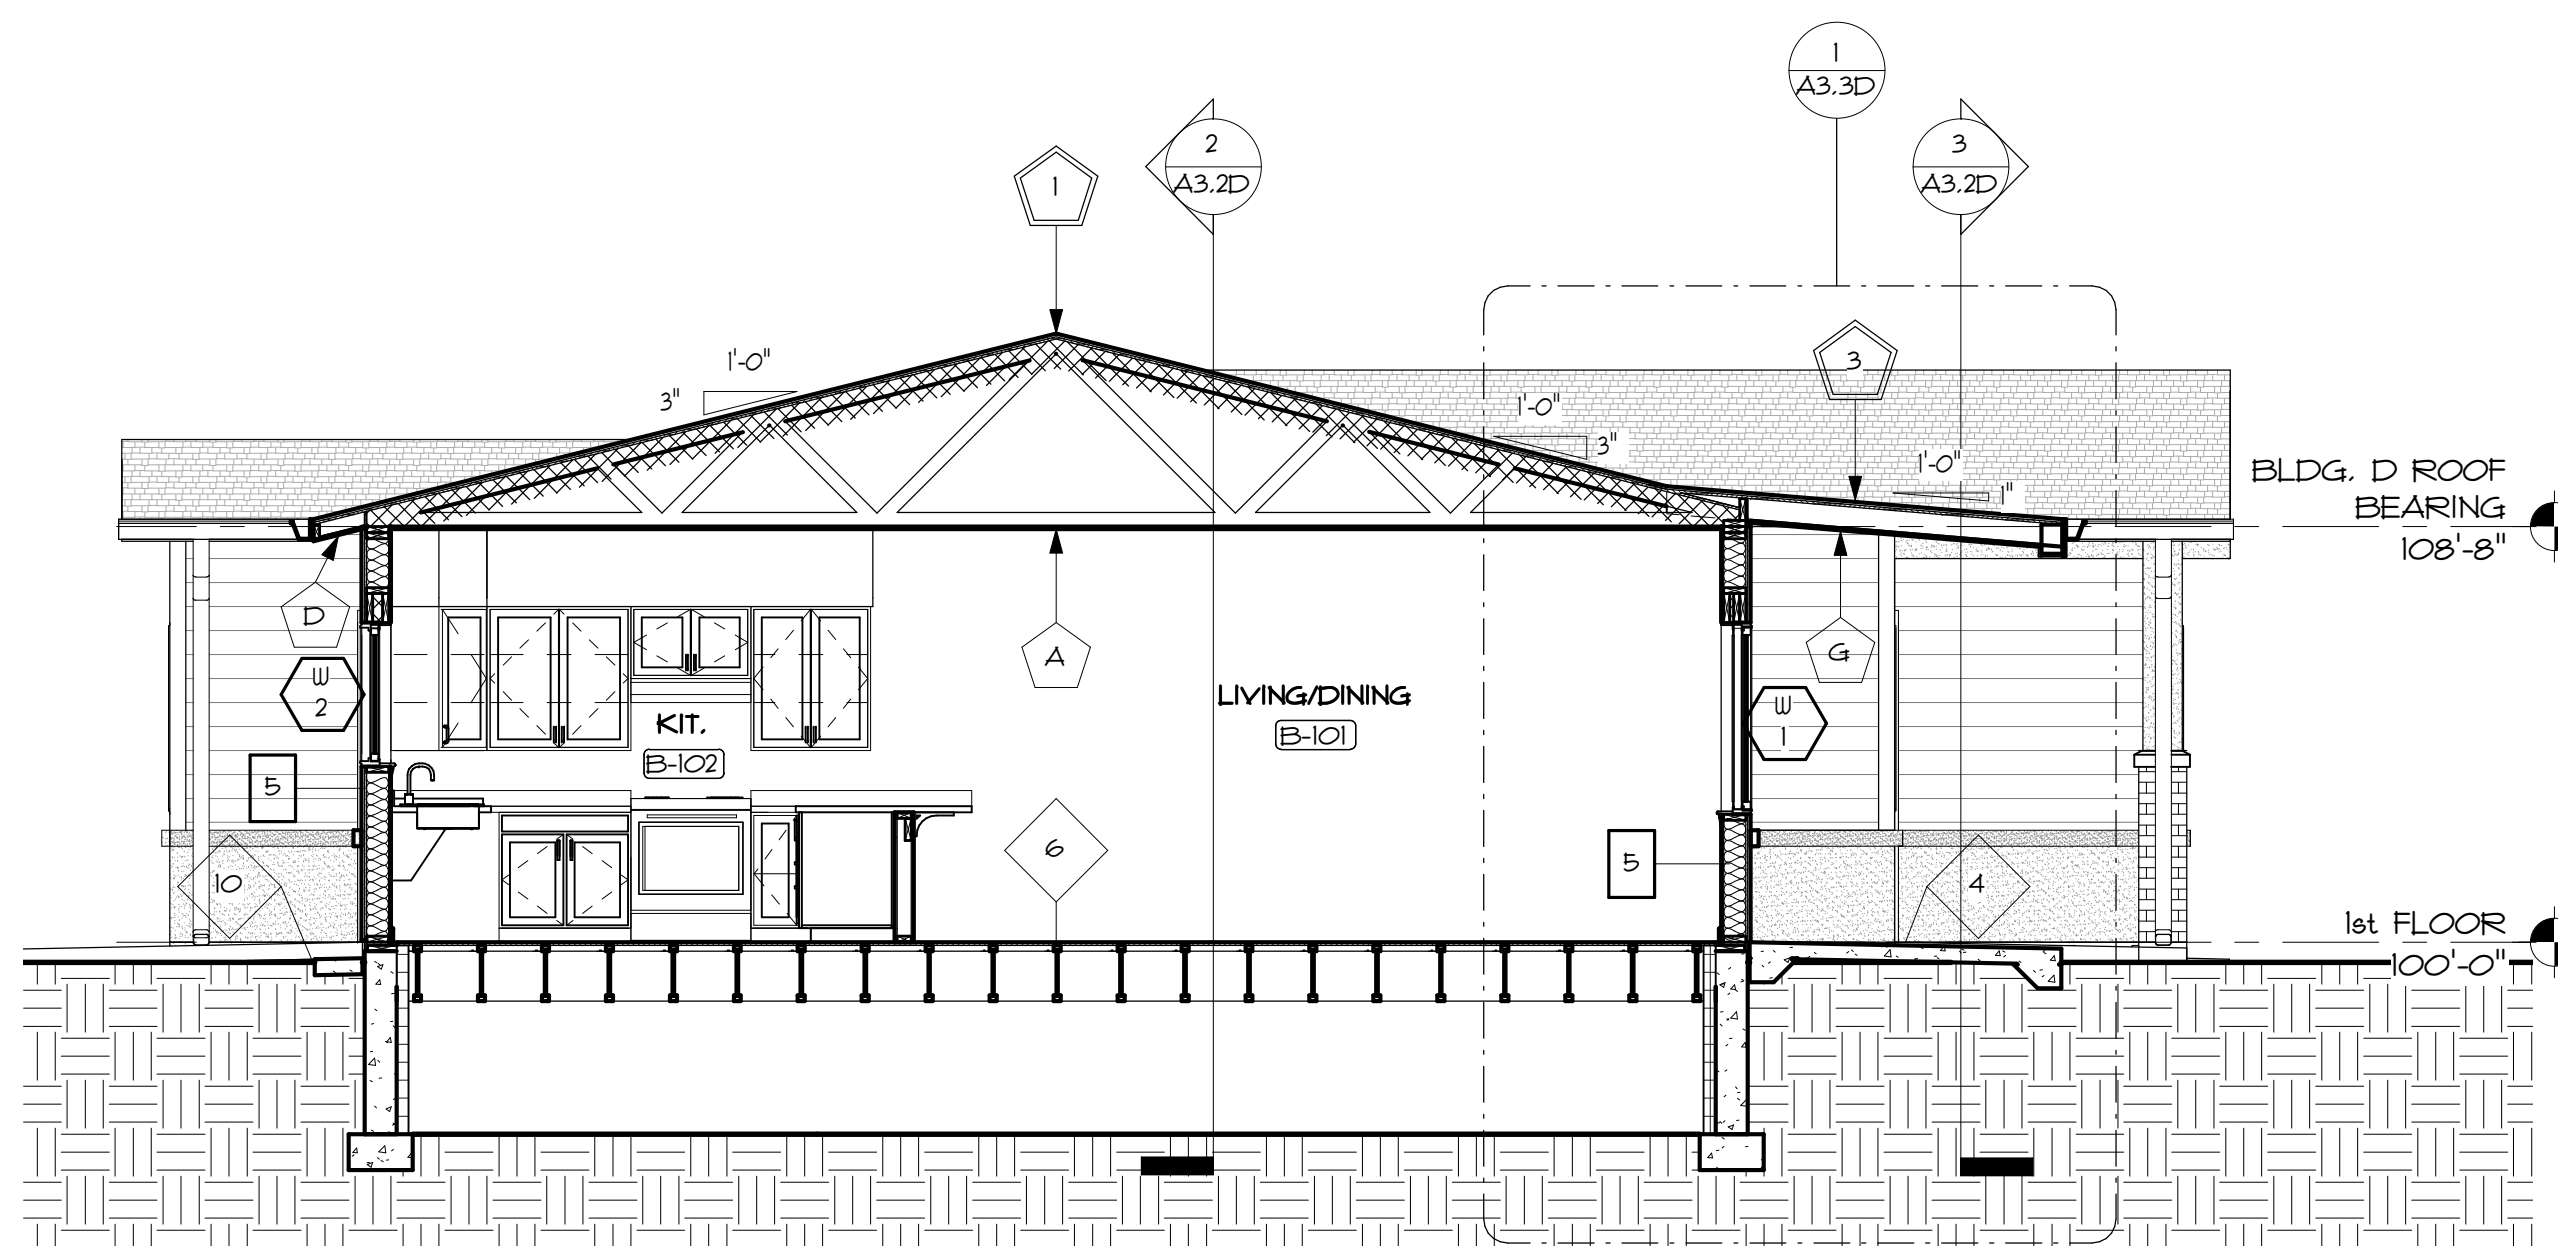 1
A3.3D
2
A3.2D
3
A3.2D
1
3
1'-0"
3"
1'-0"
3"
1'-0"
1"
BLDG. D ROOF
BEARING
108'-8"
D
A
G
W
2
W
1
LIVING/DINING
B-101
KIT.
B-102
5
5
6
10
4
1st FLOOR
100'-0"